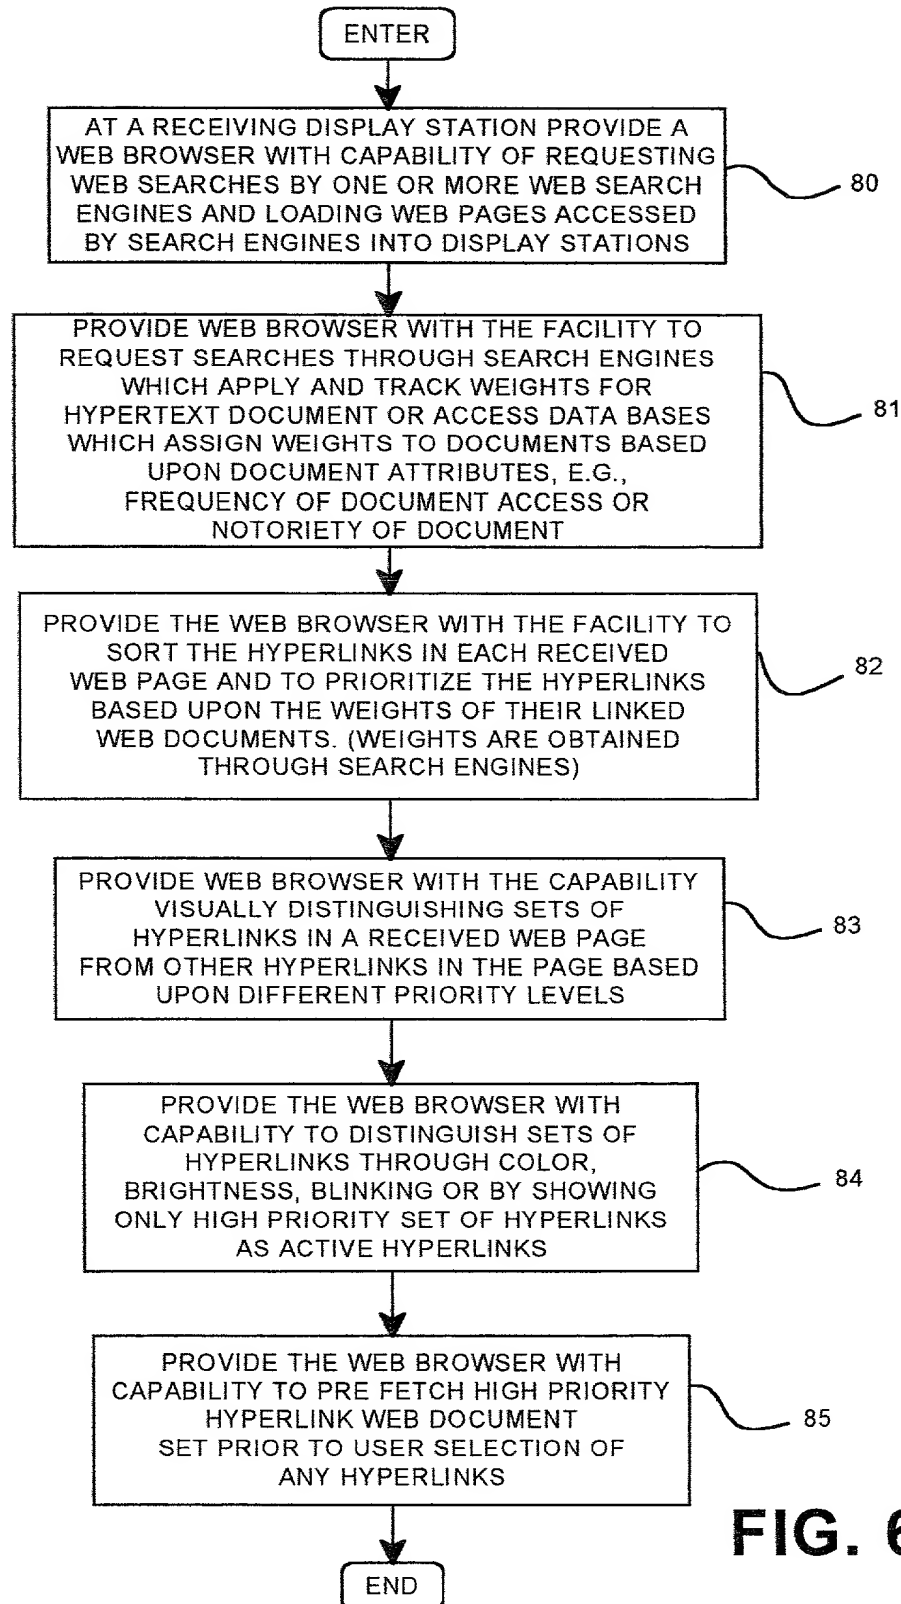 ENTER
AT A RECEIVING DISPLAY STATION PROVIDE A
WEB BROWSER WITH CAPABILITY OF REQUESTING
WEB SEARCHES BY ONE OR MORE WEB SEARCH
ENGINES AND LOADING WEB PAGES ACCESSED
BY SEARCH ENGINES INTO DISPLAY STATIONS
80
PROVIDE WEB BROWSER WITH THE FACILITY TO
REQUEST SEARCHES THROUGH SEARCH ENGINES
WHICH APPLY AND TRACK WEIGHTS FOR
HYPERTEXT DOCUMENT OR ACCESS DATA BASES
WHICH ASSIGN WEIGHTS TO DOCUMENTS BASED
UPON DOCUMENT ATTRIBUTES, E.G.,
FREQUENCY OF DOCUMENT ACCESS OR
NOTORIETY OF DOCUMENT
81
PROVIDE THE WEB BROWSER WITH THE FACILITY TO
SORT THE HYPERLINKS IN EACH RECEIVED
WEB PAGE AND TO PRIORITIZE THE HYPERLINKS
BASED UPON THE WEIGHTS OF THEIR LINKED
WEB DOCUMENTS. (WEIGHTS ARE OBTAINED
THROUGH SEARCH ENGINES)
82
PROVIDE WEB BROWSER WITH THE CAPABILITY
VISUALLY DISTINGUISHING SETS OF
HYPERLINKS IN A RECEIVED WEB PAGE
FROM OTHER HYPERLINKS IN THE PAGE BASED
UPON DIFFERENT PRIORITY LEVELS
83
PROVIDE THE WEB BROWSER WITH
CAPABILITY TO DISTINGUISH SETS OF
HYPERLINKS THROUGH COLOR,
BRIGHTNESS, BLINKING OR BY SHOWING
ONLY HIGH PRIORITY SET OF HYPERLINKS
AS ACTIVE HYPERLINKS
84
PROVIDE THE WEB BROWSER WITH
CAPABILITY TO PRE FETCH HIGH PRIORITY
HYPERLINK WEB DOCUMENT
SET PRIOR TO USER SELECTION OF
ANY HYPERLINKS
85
FIG. 6
END